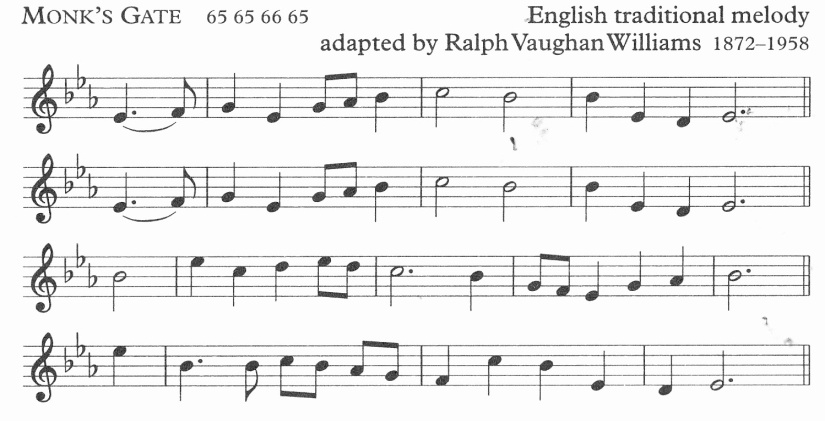 MONK'S GATE 65 65 66 65 English traditional melody
adapted by Ralph Vaughan Williams 1872–1958